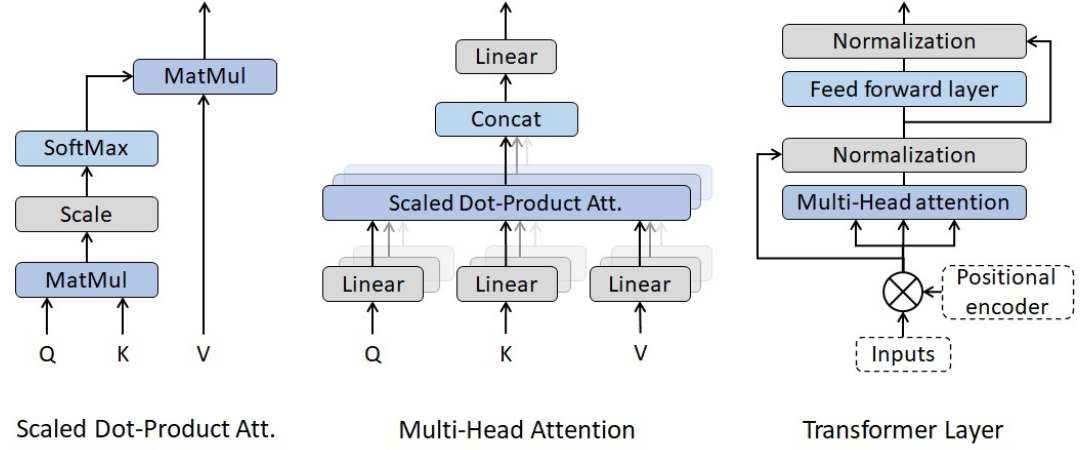 MatMul
SoftMax
Scale
MatMul
Q K V
Scaled Dot-Product Att.
Linear
Concat
Scaled Dot-Product Att.
Linear Linear Linear
Q K V
Multi-Head Attention
Normalization
Feed forward layer
Normalization
Multi-Head attention
Positional
encoder
Inputs
Transformer Layer